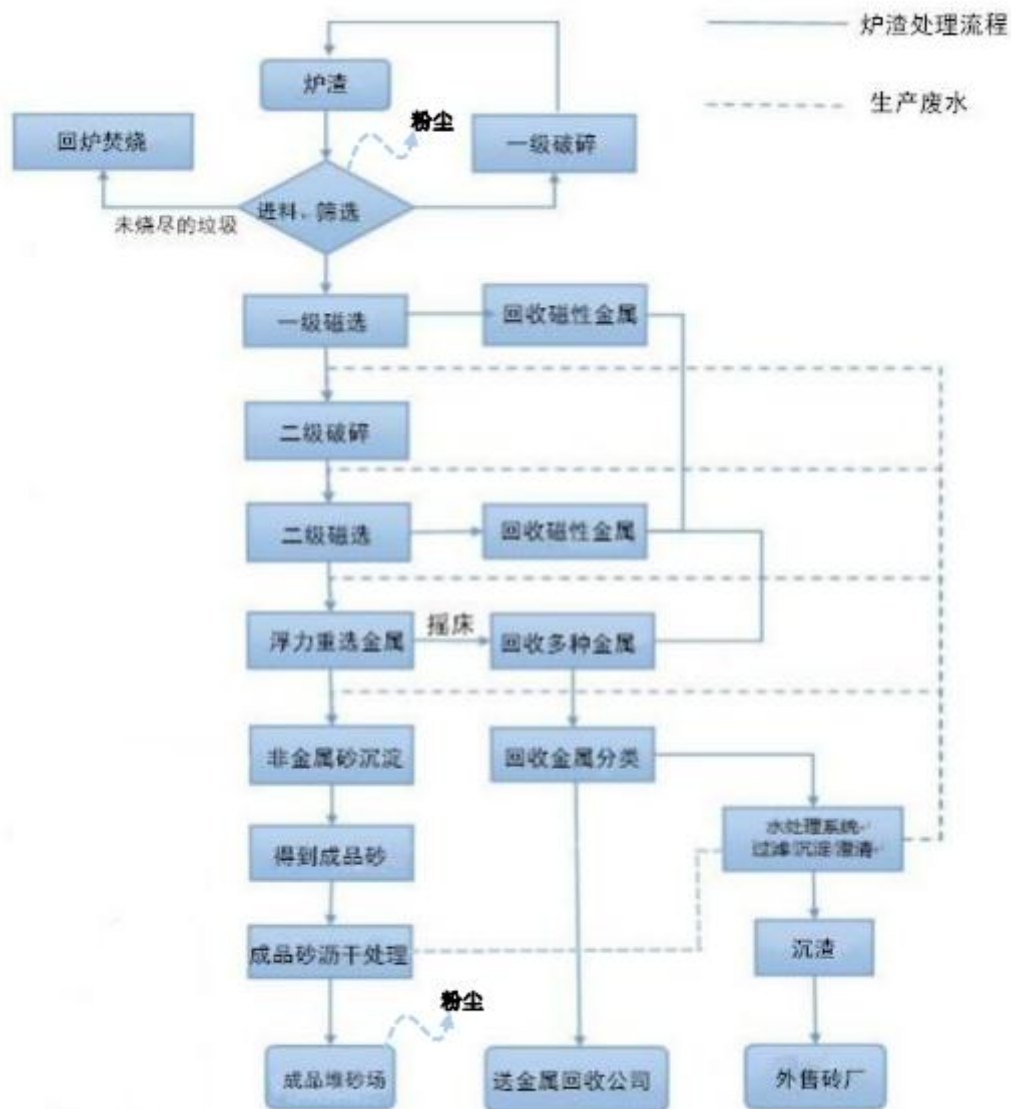 炉渣处理流程
炉渣
粉尘
生产废水
回炉焚烧
一级破碎
进料、筛选
未烧尽的垃圾
一级磁选
回收磁性金属
二级破碎
二级磁选
回收磁性金属
浮力重选金属
摇床
回收多种金属
非金属砂沉淀
回收金属分类
水处理系统
过滤/沉淀/澄清
得到成品砂
成品砂沥干处理
沉渣
粉尘
成品堆砂场
送金属回收公司
外售砖厂